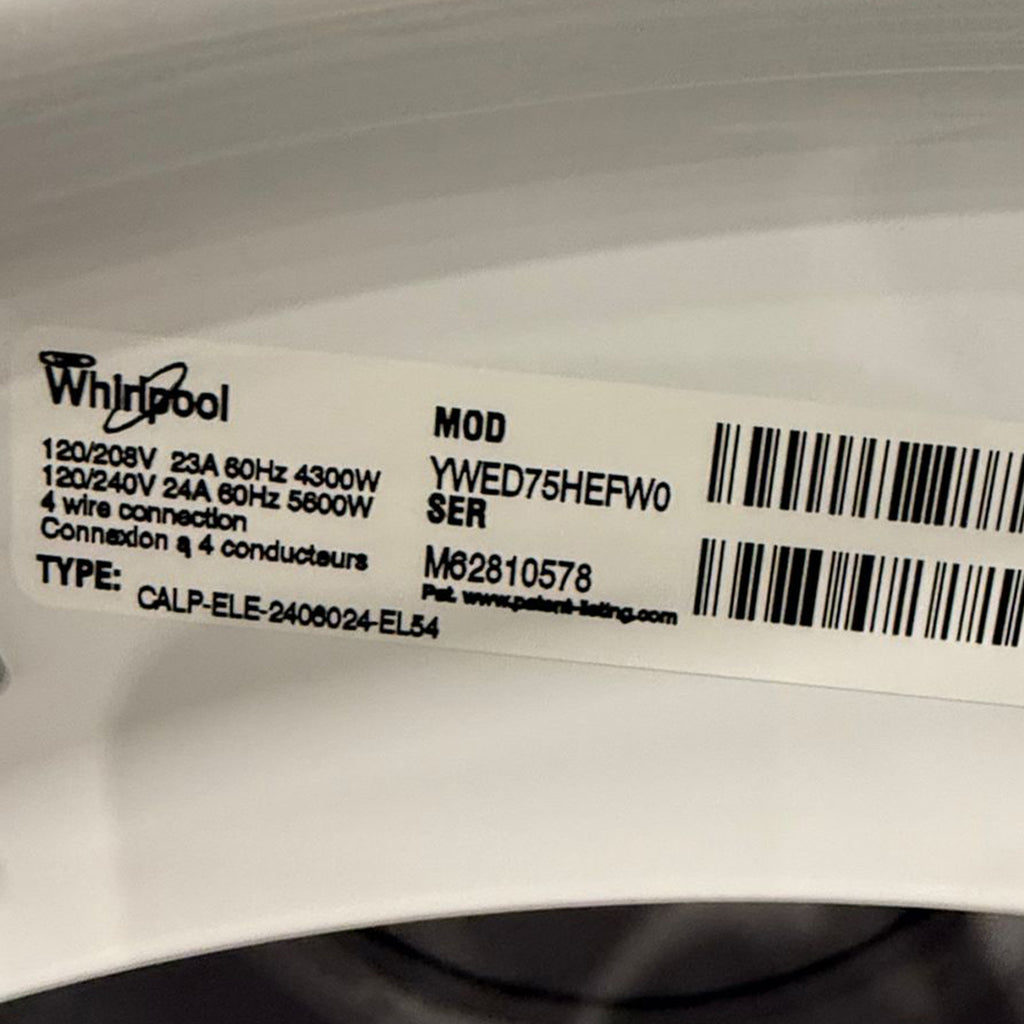 Whirlpool
120/208V 23A 60Hz 4300W
120/240V 24A 60Hz 5600W
4 wire connection
Connexion à 4 conducteurs
TYPE: CALP-ELE-2406024-EL54
MOD
YWED75HEFW0
SER
M62810578
Pat. www.patent-listing.com